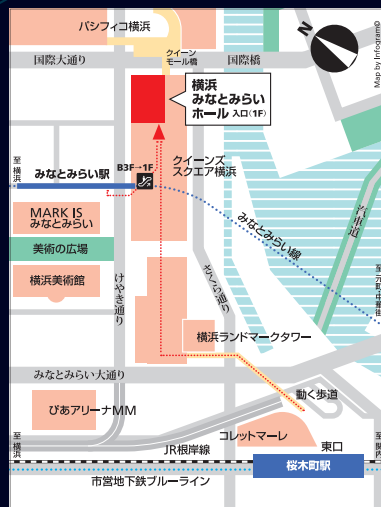 パシフィコ横浜
国際大通り
クイーン
モール橋
国際橋
N
Map by Infogram©
横浜
みなとみらい
ホール 入口(1F)
至横浜
みなとみらい駅
B3F→1F
クイーンズ
スクエア横浜
MARK IS
みなとみらい
美術の広場
横浜美術館
けやき通り
さくら通り
みなとみらい線
汽車道
至元町・中華街
横浜ランドマークタワー
みなとみらい大通り
動く歩道
ぴあアリーナMM
コレットマーレ
東口
至横浜
JR根岸線
桜木町駅
至関内
市営地下鉄ブルーライン